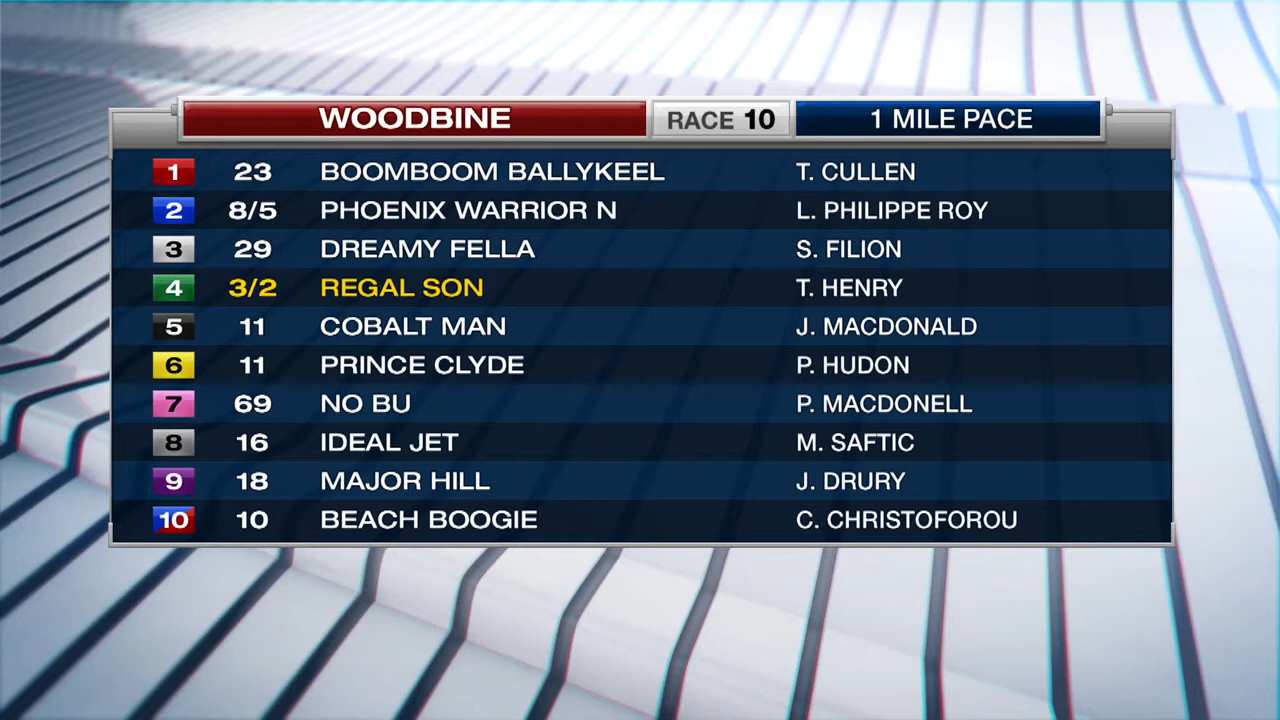 WOODBINE RACE 10 1 MILE PACE
1 23 BOOMBOOM BALLYKEEL T. CULLEN
2 8/5 PHOENIX WARRIOR N L. PHILIPPE ROY
3 29 DREAMY FELLA S. FILION
4 3/2 REGAL SON T. HENRY
5 11 COBALT MAN J. MACDONALD
6 11 PRINCE CLYDE P. HUDON
7 69 NO BU P. MACDONELL
8 16 IDEAL JET M. SAFTIC
9 18 MAJOR HILL J. DRURY
10 10 BEACH BOOGIE C. CHRISTOFOROU